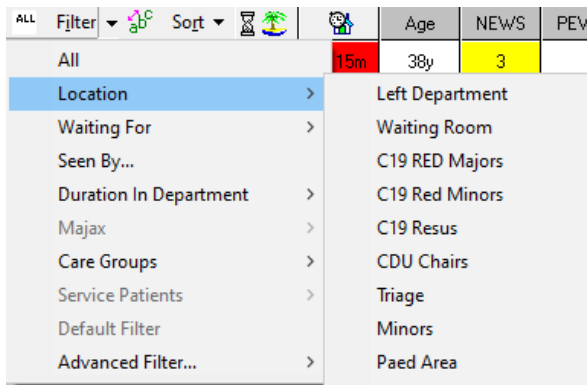 ALL Filter abc Sort Age NEWS PEV
All 15m 38y 3
Location Left Department
Waiting For Waiting Room
Seen By... C19 RED Majors
Duration In Department C19 Red Minors
Majax C19 Resus
Care Groups CDU Chairs
Service Patients Triage
Default Filter Minors
Advanced Filter... Paed Area